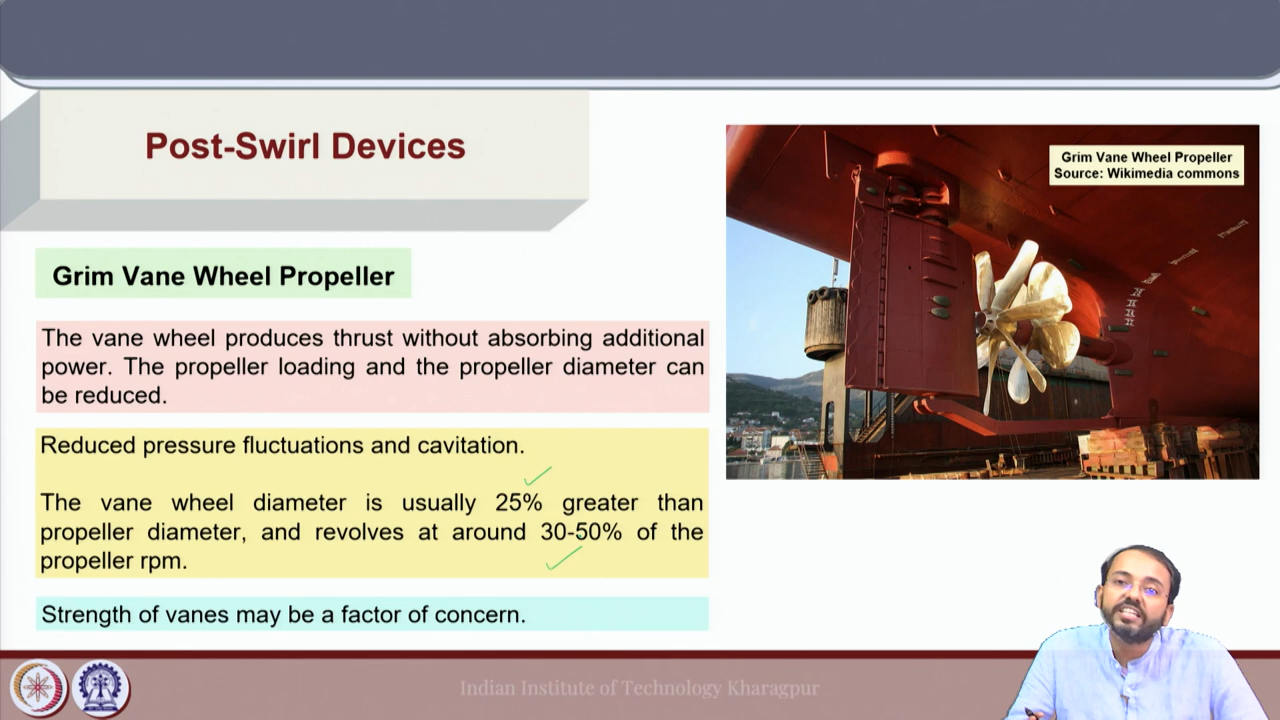 Post-Swirl Devices
Grim Vane Wheel Propeller
Source: Wikimedia commons
Grim Vane Wheel Propeller
The vane wheel produces thrust without absorbing additional
power. The propeller loading and the propeller diameter can
be reduced.
Reduced pressure fluctuations and cavitation.
The vane wheel diameter is usually 25% greater than
propeller diameter, and revolves at around 30-50% of the
propeller rpm.
Strength of vanes may be a factor of concern.
Indian Institute of Technology Kharagpur